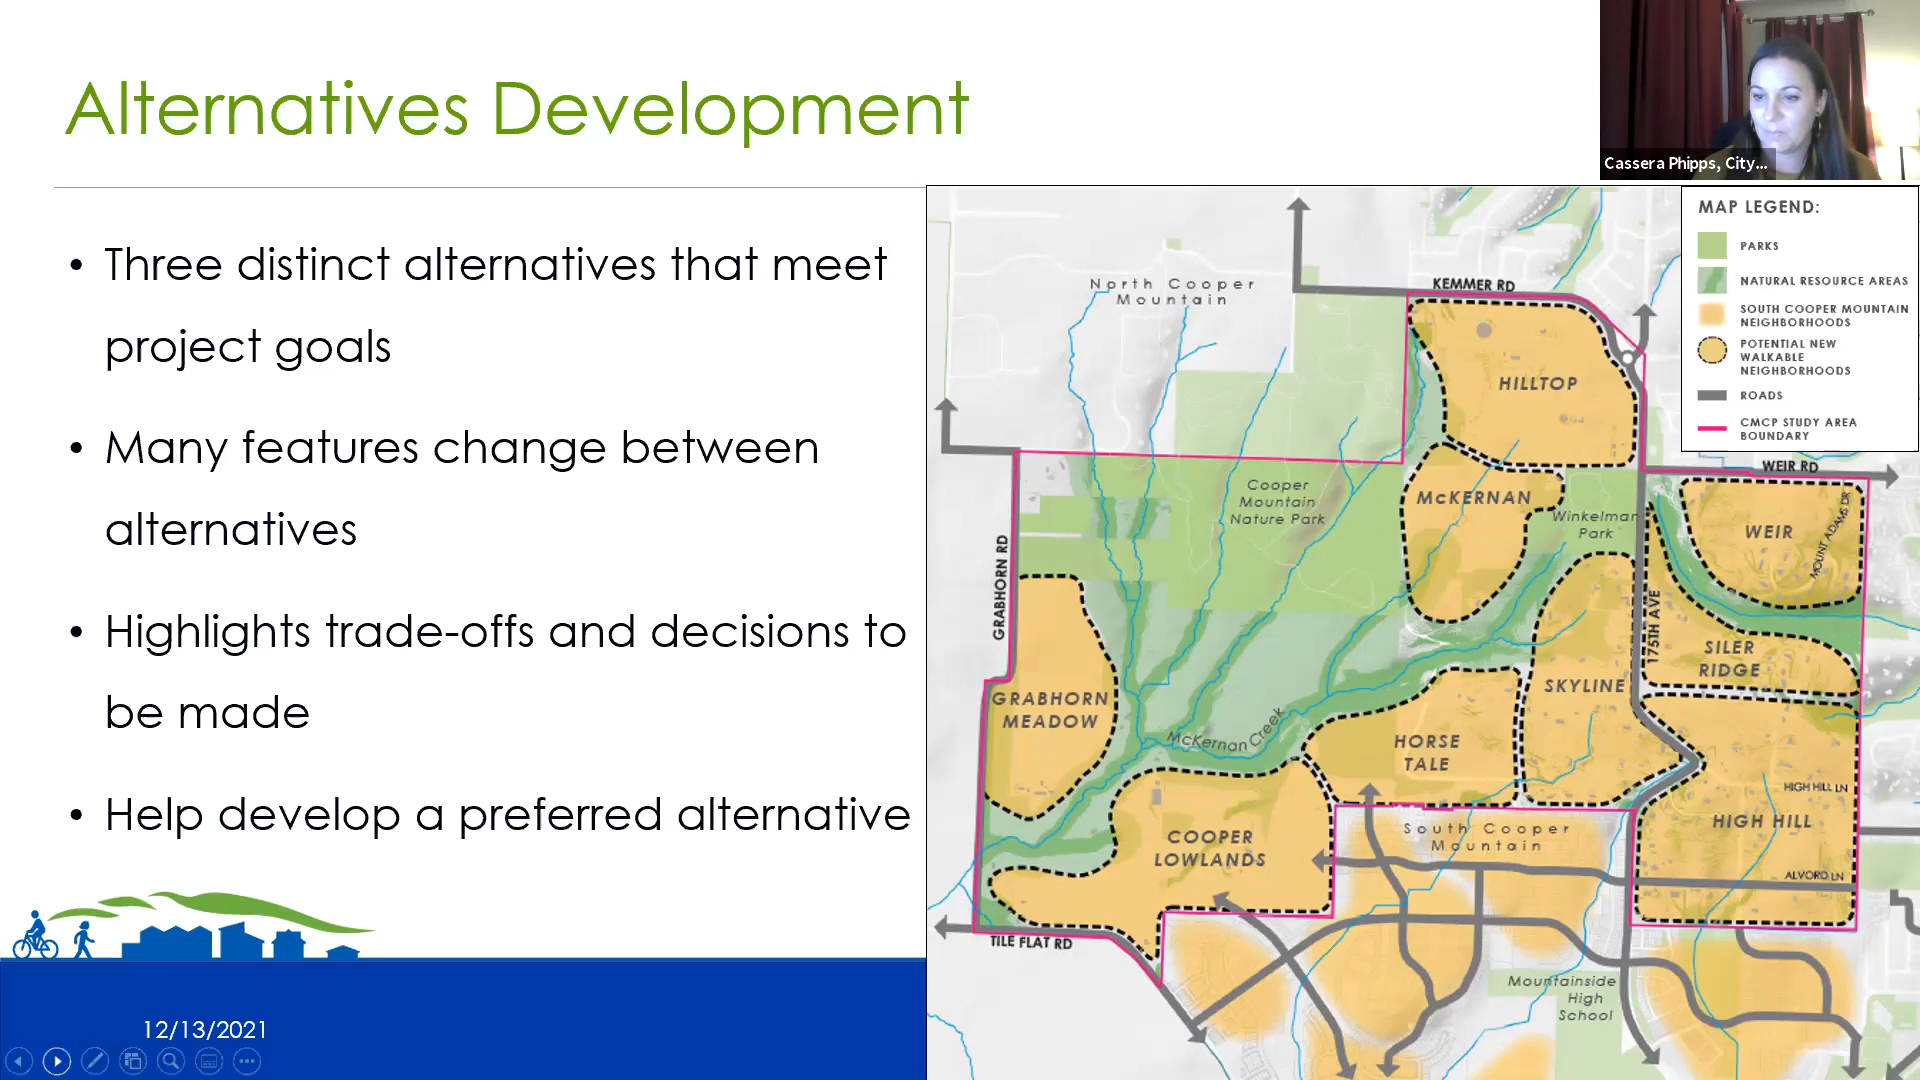 Alternatives Development
Cassera Phipps, City...
• Three distinct alternatives that meet
project goals
• Many features change between
alternatives
• Highlights trade-offs and decisions to
be made
• Help develop a preferred alternative
12/13/2021
MAP LEGEND:
PARKS
NATURAL RESOURCE AREAS
SOUTH COOPER MOUNTAIN
NEIGHBORHOODS
POTENTIAL NEW
WALKABLE
NEIGHBORHOODS
ROADS
CMCP STUDY AREA
BOUNDARY
North Cooper
Mountain
KEMMER RD
HILLTOP
WEIR RD
Cooper
Mountain
Nature Park
McKERNAN
Winkelman
Park
WEIR
MOUNT ADAMS DR
GRABHORN RD
175TH AVE
SILER
RIDGE
SKYLINE
GRABHORN
MEADOW
McKernan Creek
HORSE
TALE
HIGH HILL LN
HIGH HILL
South Cooper
Mountain
COOPER
LOWLANDS
ALVORD LN
TILE FLAT RD
Mountainside
High
School